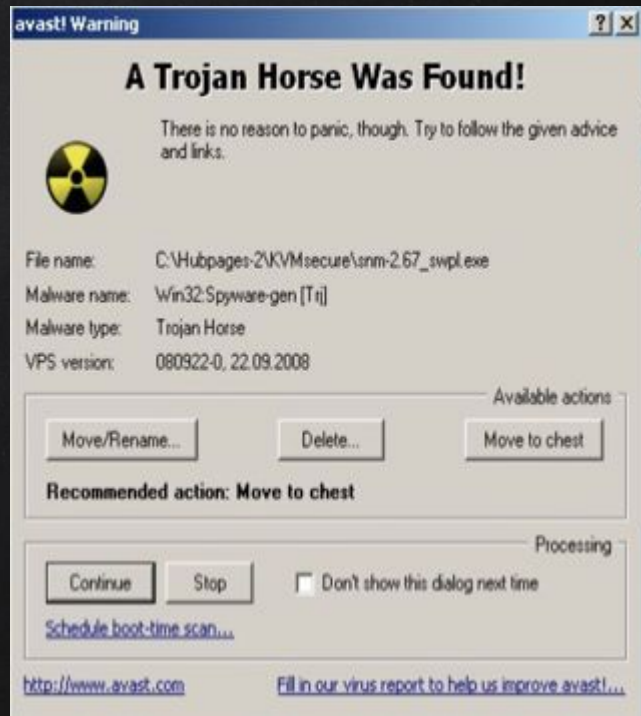 avast! Warning
A Trojan Horse Was Found!
There is no reason to panic, though. Try to follow the given advice
and links.
File name: C:\Hubpages-2\KVMsecure\snm-2.67_swpl.exe
Malware name: Win32:Spyware-gen [Trj]
Malware type: Trojan Horse
VPS version: 080922-0, 22.09.2008
Available actions
Move/Rename... Delete... Move to chest
Recommended action: Move to chest
Processing
Continue Stop Don't show this dialog next time
Schedule boot-time scan...
http://www.avast.com Fill in our virus report to help us improve avast!...